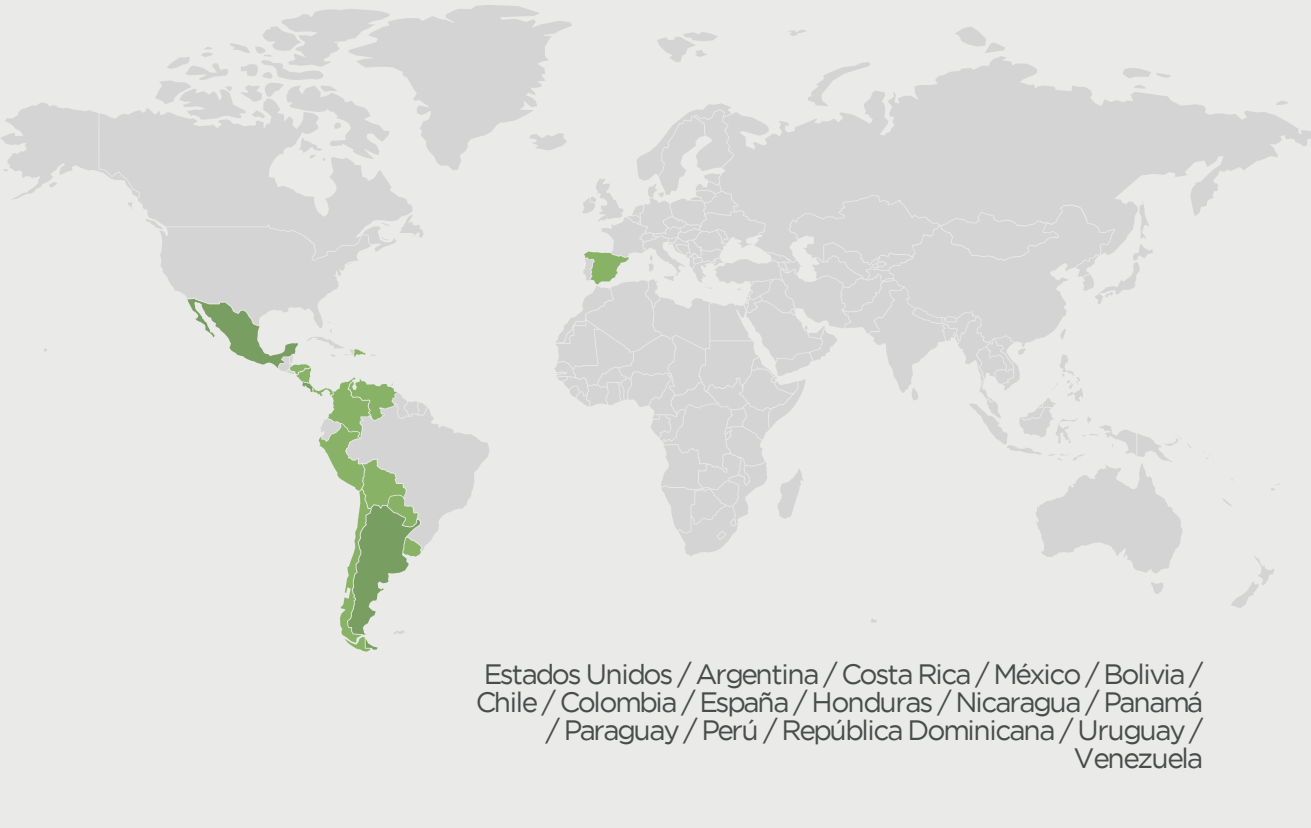 Estados Unidos / Argentina / Costa Rica / México / Bolivia /
Chile / Colombia / España / Honduras / Nicaragua / Panamá
/ Paraguay / Perú / República Dominicana / Uruguay /
Venezuela